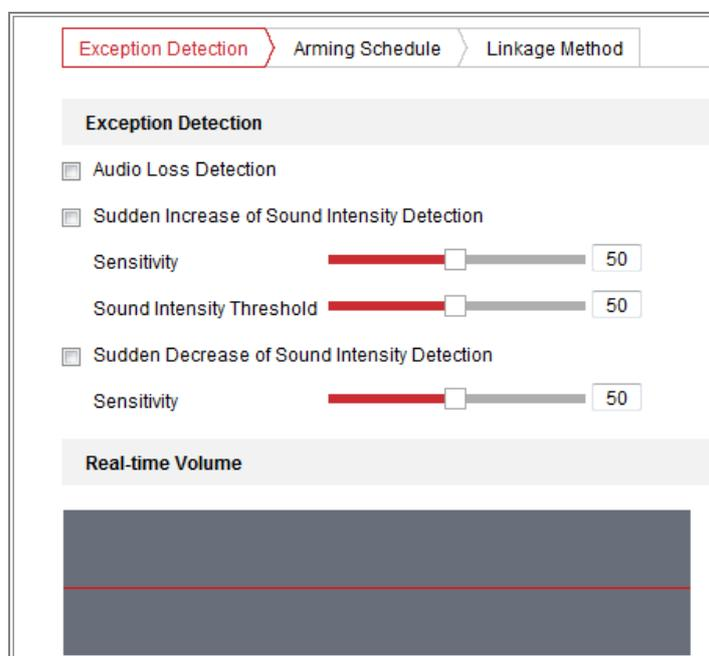 Exception Detection Arming Schedule Linkage Method
Exception Detection
Audio Loss Detection
Sudden Increase of Sound Intensity Detection
Sensitivity 50
Sound Intensity Threshold 50
Sudden Decrease of Sound Intensity Detection
Sensitivity 50
Real-time Volume